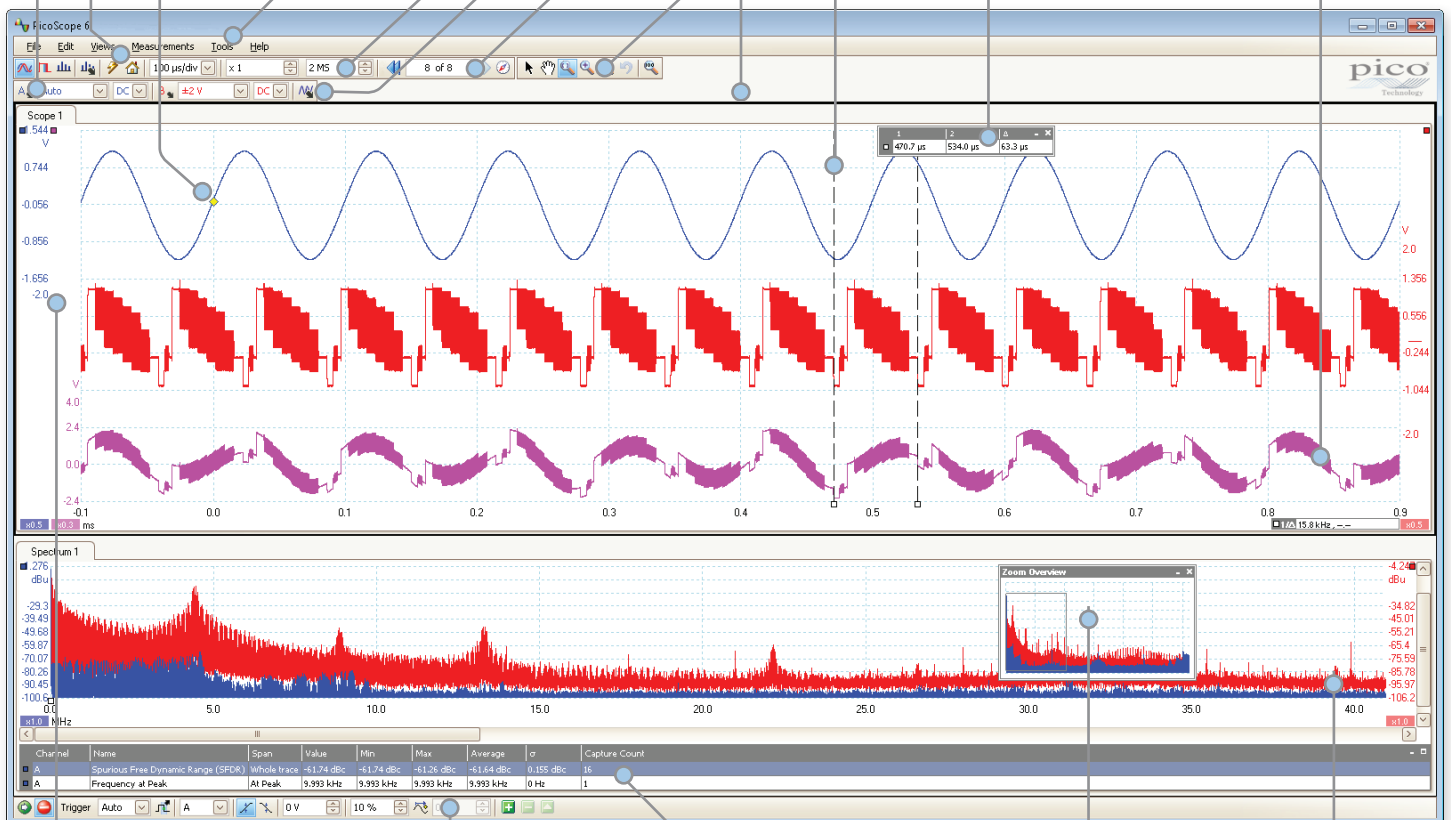 PicoScope 6
File Edit Views Measurements Tools Help
100 µs/div x 1 2 MS 8 of 8
A Auto DC B ±2 V DC
pico
Technology
Scope 1
1 2 Δ
470.7 µs 534.0 µs 63.3 µs
.544
V
0.744
-0.056
-0.856
-1.656
-2.0
V
2.0
1.356
0.556
-0.244
-1.044
-2.0
V
4.0
2.4
0.0
-2.4
-0.1 0.0 0.1 0.2 0.3 0.4 0.5 0.6 0.7 0.8 0.9
x0.5 x0.3 ms
1/Δ 15.8 kHz , --.--
x0.5
Spectrum 1
.276
dBu
-29.3
-39.49
-49.68
-59.87
-70.07
-80.26
-90.45
-100.6
Zoom Overview
-4.24
dBu
-34.82
-45.01
-55.21
-65.4
-75.59
-85.78
-95.97
-106.2
0.0 5.0 10.0 15.0 20.0 25.0 30.0 35.0 40.0
x1.0 MHz
x1.0
Channel Name Span Value Min Max Average σ Capture Count
A Spurious Free Dynamic Range (SFDR) Whole trace -61.74 dBc -61.74 dBc -61.26 dBc -61.64 dBc 0.155 dBc 16
A Frequency at Peak At Peak 9.993 kHz 9.993 kHz 9.993 kHz 9.993 kHz 0 Hz 1
Trigger Auto A 0 V 10 %